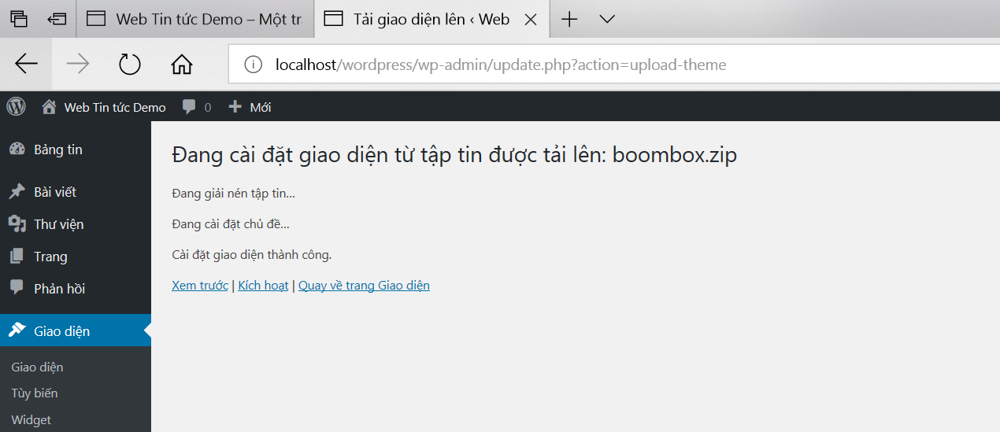 Web Tin tức Demo – Một tr
Tải giao diện lên ‹ Web
localhost/wordpress/wp-admin/update.php?action=upload-theme
Web Tin tức Demo 0 Mới
Bảng tin
Bài viết
Thư viện
Trang
Phản hồi
Giao diện
Giao diện
Tùy biến
Widget
Đang cài đặt giao diện từ tập tin được tải lên: boombox.zip
Đang giải nén tập tin...
Đang cài đặt chủ đề...
Cài đặt giao diện thành công.
Xem trước | Kích hoạt | Quay về trang Giao diện